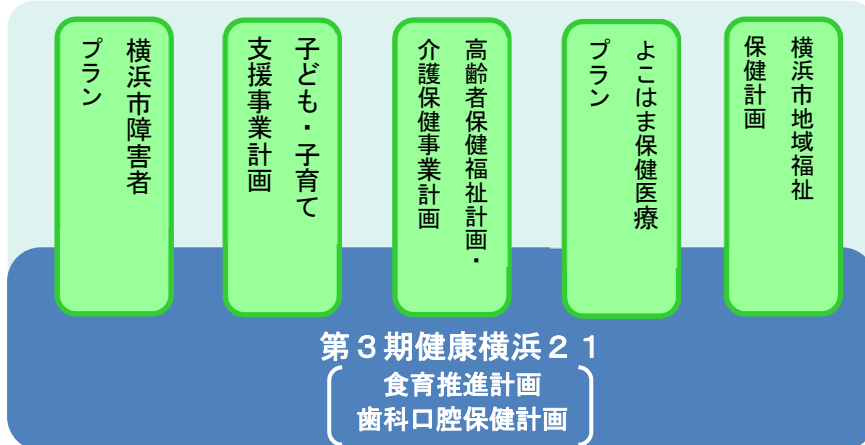 横浜市地域福祉
保健計画
よこはま保健医療
プラン
高齢者保健福祉計画・
介護保健事業計画
子ども・子育て
支援事業計画
横浜市障害者
プラン
第３期健康横浜２１
食育推進計画
歯科口腔保健計画